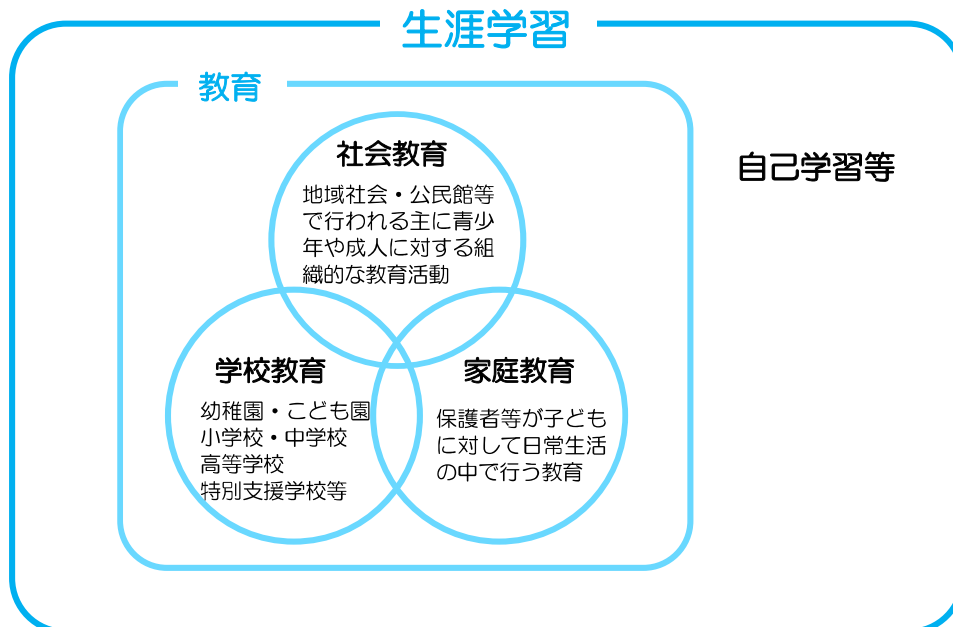 生涯学習
教育
社会教育
地域社会・公民館等
で行われる主に青少
年や成人に対する組
織的な教育活動
自己学習等
学校教育
幼稚園・こども園
小学校・中学校
高等学校
特別支援学校等
家庭教育
保護者等が子ども
に対して日常生活
の中で行う教育